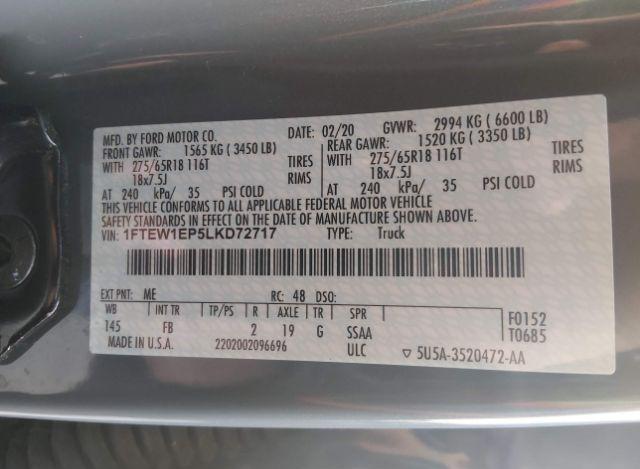 MFD. BY FORD MOTOR CO. DATE: 02/20 GVWR: 2994 KG ( 6600 LB)
FRONT GAWR: 1565 KG ( 3450 LB) REAR GAWR: 1520 KG ( 3350 LB)
WITH 275/65R18 116T TIRES WITH 275/65R18 116T TIRES
18x7.5J RIMS 18x7.5J RIMS
AT 240 kPa/ 35 PSI COLD AT 240 kPa/ 35 PSI COLD
THIS VEHICLE CONFORMS TO ALL APPLICABLE FEDERAL MOTOR VEHICLE
SAFETY STANDARDS IN EFFECT ON THE DATE OF MANUFACTURE SHOWN ABOVE.
VIN: 1FTEW1EP5LKD72717 TYPE: Truck
EXT PNT: ME RC: 48 DSO:
WB INT TR TP/PS R AXLE TR SPR F0152
145 FB 2 19 G SSAA T0685
MADE IN U.S.A. 2202002096696 ULC ▽ 5U5A-3520472-AA